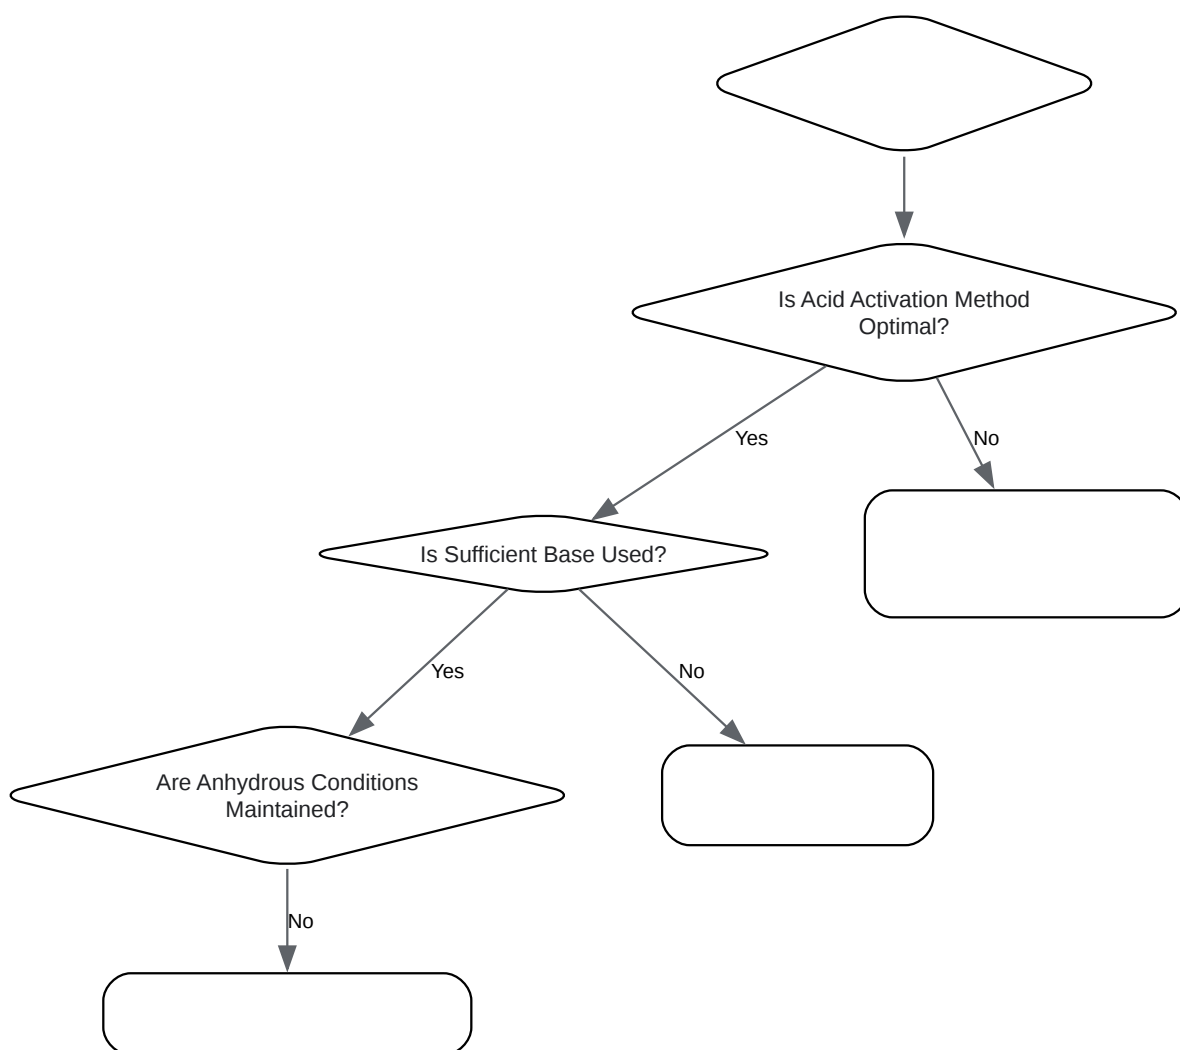 Is Acid Activation Method
Optimal?
Yes
No
Is Sufficient Base Used?
Yes
No
Are Anhydrous Conditions
Maintained?
No